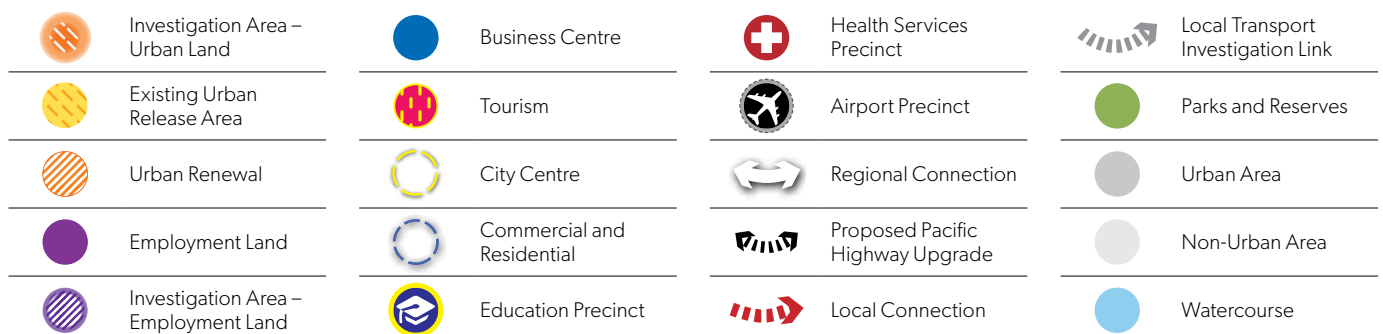 Investigation Area –
Urban Land
Existing Urban
Release Area
Urban Renewal
Employment Land
Investigation Area –
Employment Land
Business Centre
Tourism
City Centre
Commercial and
Residential
Education Precinct
Health Services
Precinct
Airport Precinct
Regional Connection
Proposed Pacific
Highway Upgrade
Local Connection
Local Transport
Investigation Link
Parks and Reserves
Urban Area
Non-Urban Area
Watercourse